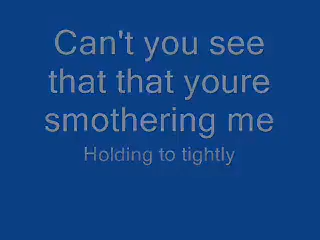 Can't you see
that that youre
smothering me
Holding to tightly